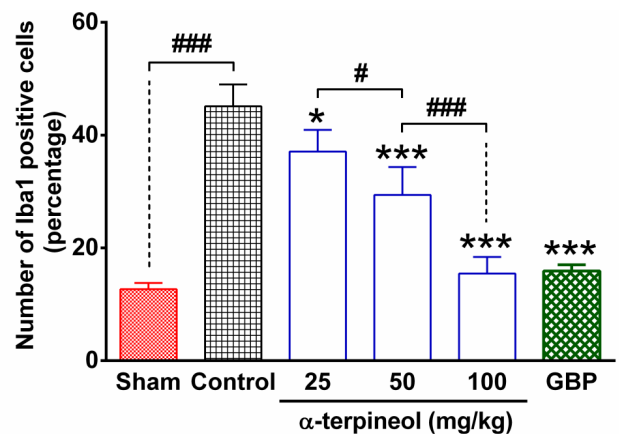 Number of Iba1 positive cells
(percentage)
60
40
20
0
###
#
###
*
***
***
***
Sham Control 25 50 100 GBP
α-terpineol (mg/kg)